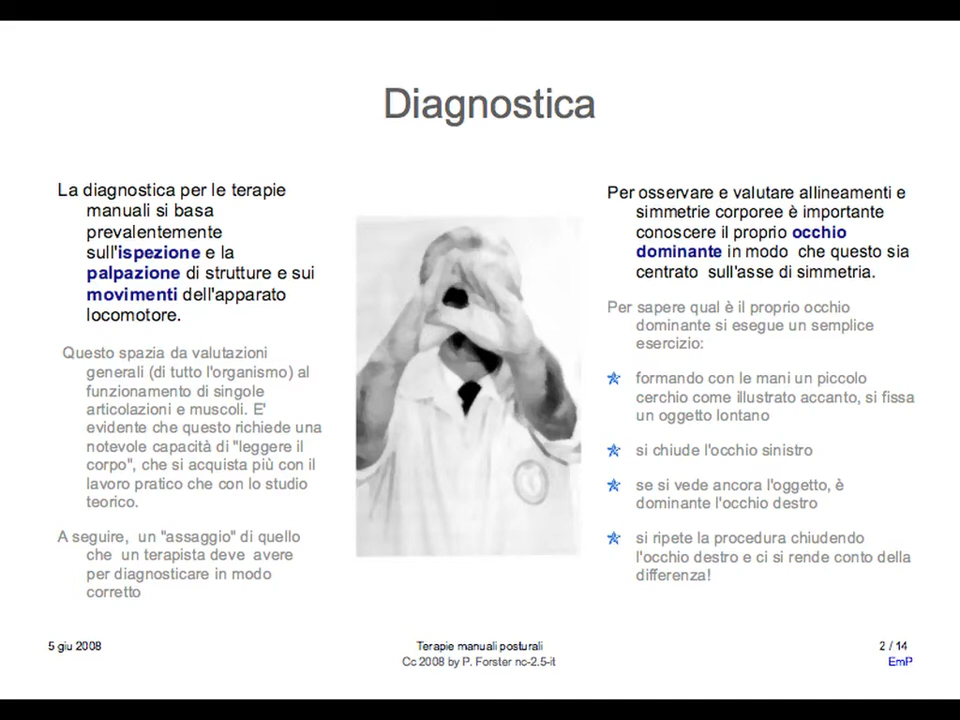 Diagnostica
La diagnostica per le terapie
manuali si basa
prevalentemente
sull'ispezione e la
palpazione di strutture e sui
movimenti dell'apparato
locomotore.
Questo spazia da valutazioni
generali (di tutto l'organismo) al
funzionamento di singole
articolazioni e muscoli. E'
evidente che questo richiede una
notevole capacità di "leggere il
corpo", che si acquista più con il
lavoro pratico che con lo studio
teorico.
A seguire, un "assaggio" di quello
che un terapista deve avere
per diagnosticare in modo
corretto
Per osservare e valutare allineamenti e
simmetrie corporee è importante
conoscere il proprio occhio
dominante in modo che questo sia
centrato sull'asse di simmetria.
Per sapere qual è il proprio occhio
dominante si esegue un semplice
esercizio:
formando con le mani un piccolo
cerchio come illustrato accanto, si fissa
un oggetto lontano
si chiude l'occhio sinistro
se si vede ancora l'oggetto, è
dominante l'occhio destro
si ripete la procedura chiudendo
l'occhio destro e ci si rende conto della
differenza!
5 giu 2008
Terapie manuali posturali
2 / 14
Cc 2008 by P. Forster nc-2.5-it
EmP